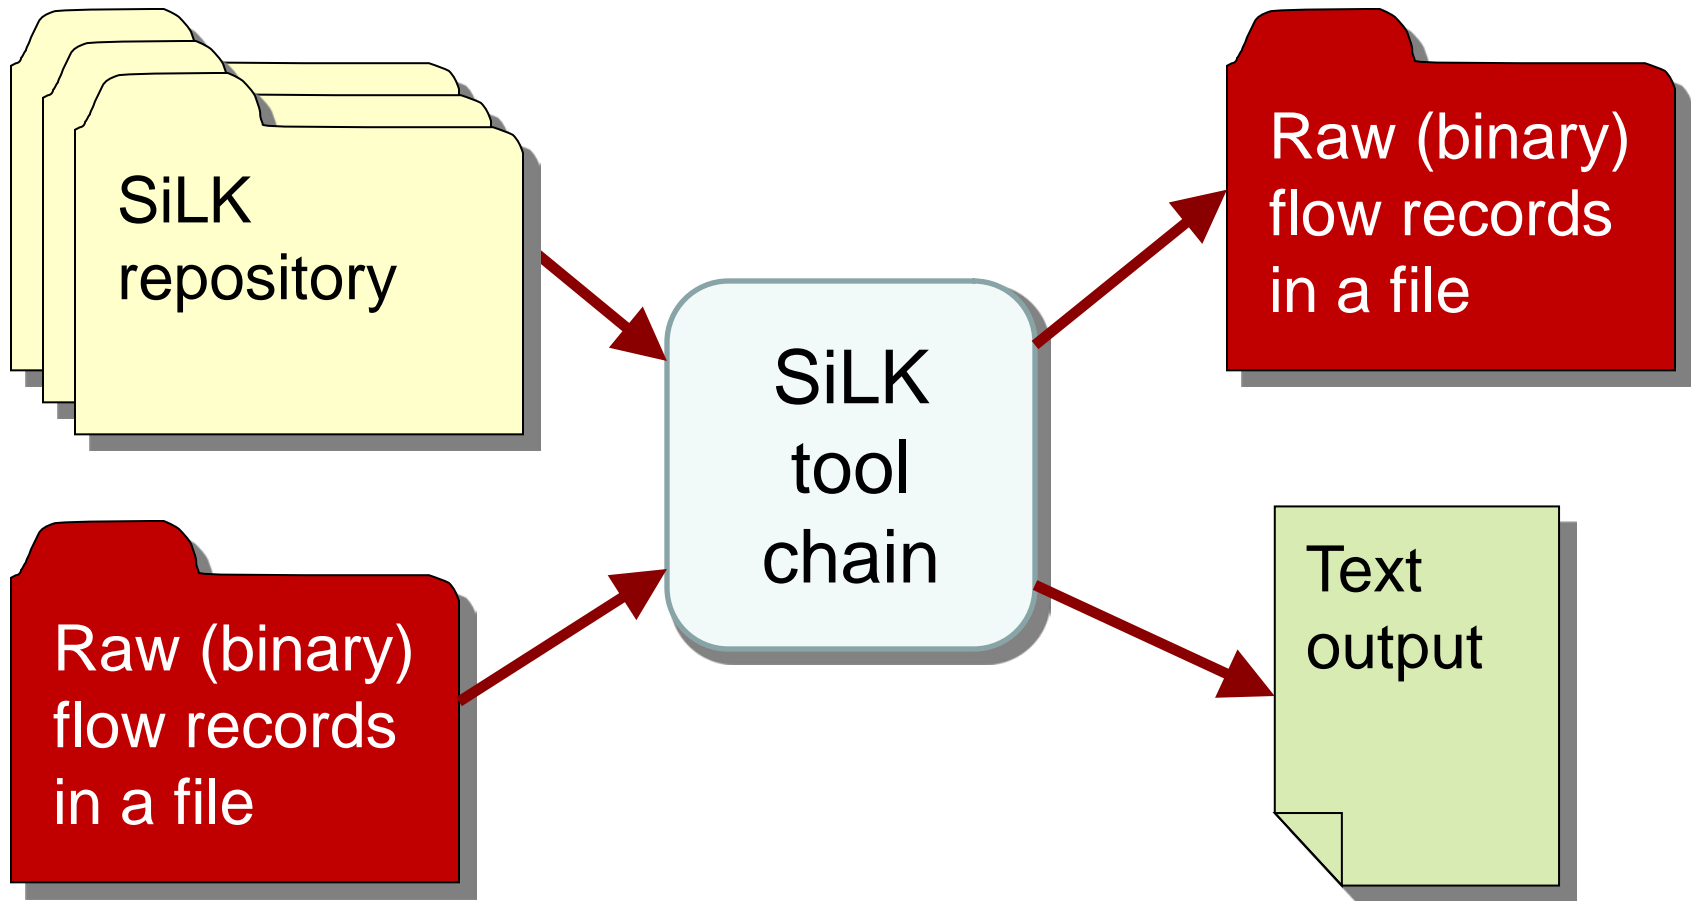 SiLK
repository
Raw (binary)
flow records
in a file
SiLK
tool
chain
Raw (binary)
flow records
in a file
Text
output